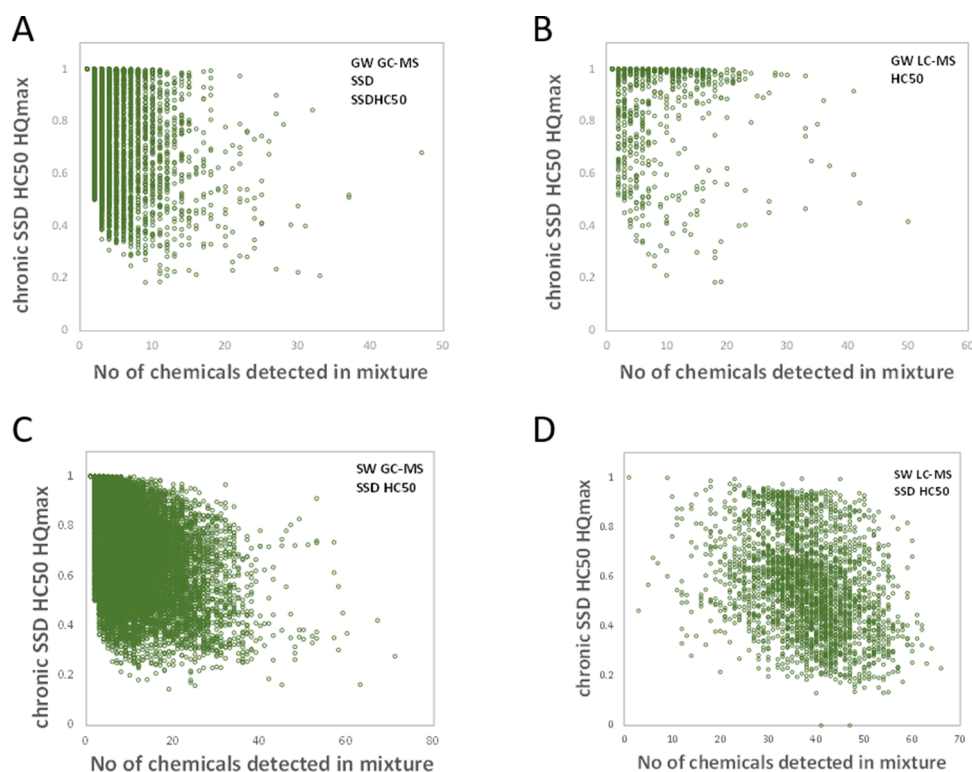 A
GW GC-MS
SSD
SSDHC50
chronic SSD HC50 HQmax
1
0.8
0.6
0.4
0.2
0
0 10 20 30 40 50
No of chemicals detected in mixture
B
GW LC-MS
HC50
chronic SSD HC50 HQmax
1
0.8
0.6
0.4
0.2
0
0 10 20 30 40 50 60
No of chemicals detected in mixture
C
SW GC-MS
SSD HC50
chronic SSD HC50 HQmax
1
0.8
0.6
0.4
0.2
0
0 20 40 60 80
No of chemicals detected in mixture
D
SW LC-MS
SSD HC50
chronic SSD HC50 HQmax
1
0.8
0.6
0.4
0.2
0
0 10 20 30 40 50 60 70
No of chemicals detected in mixture